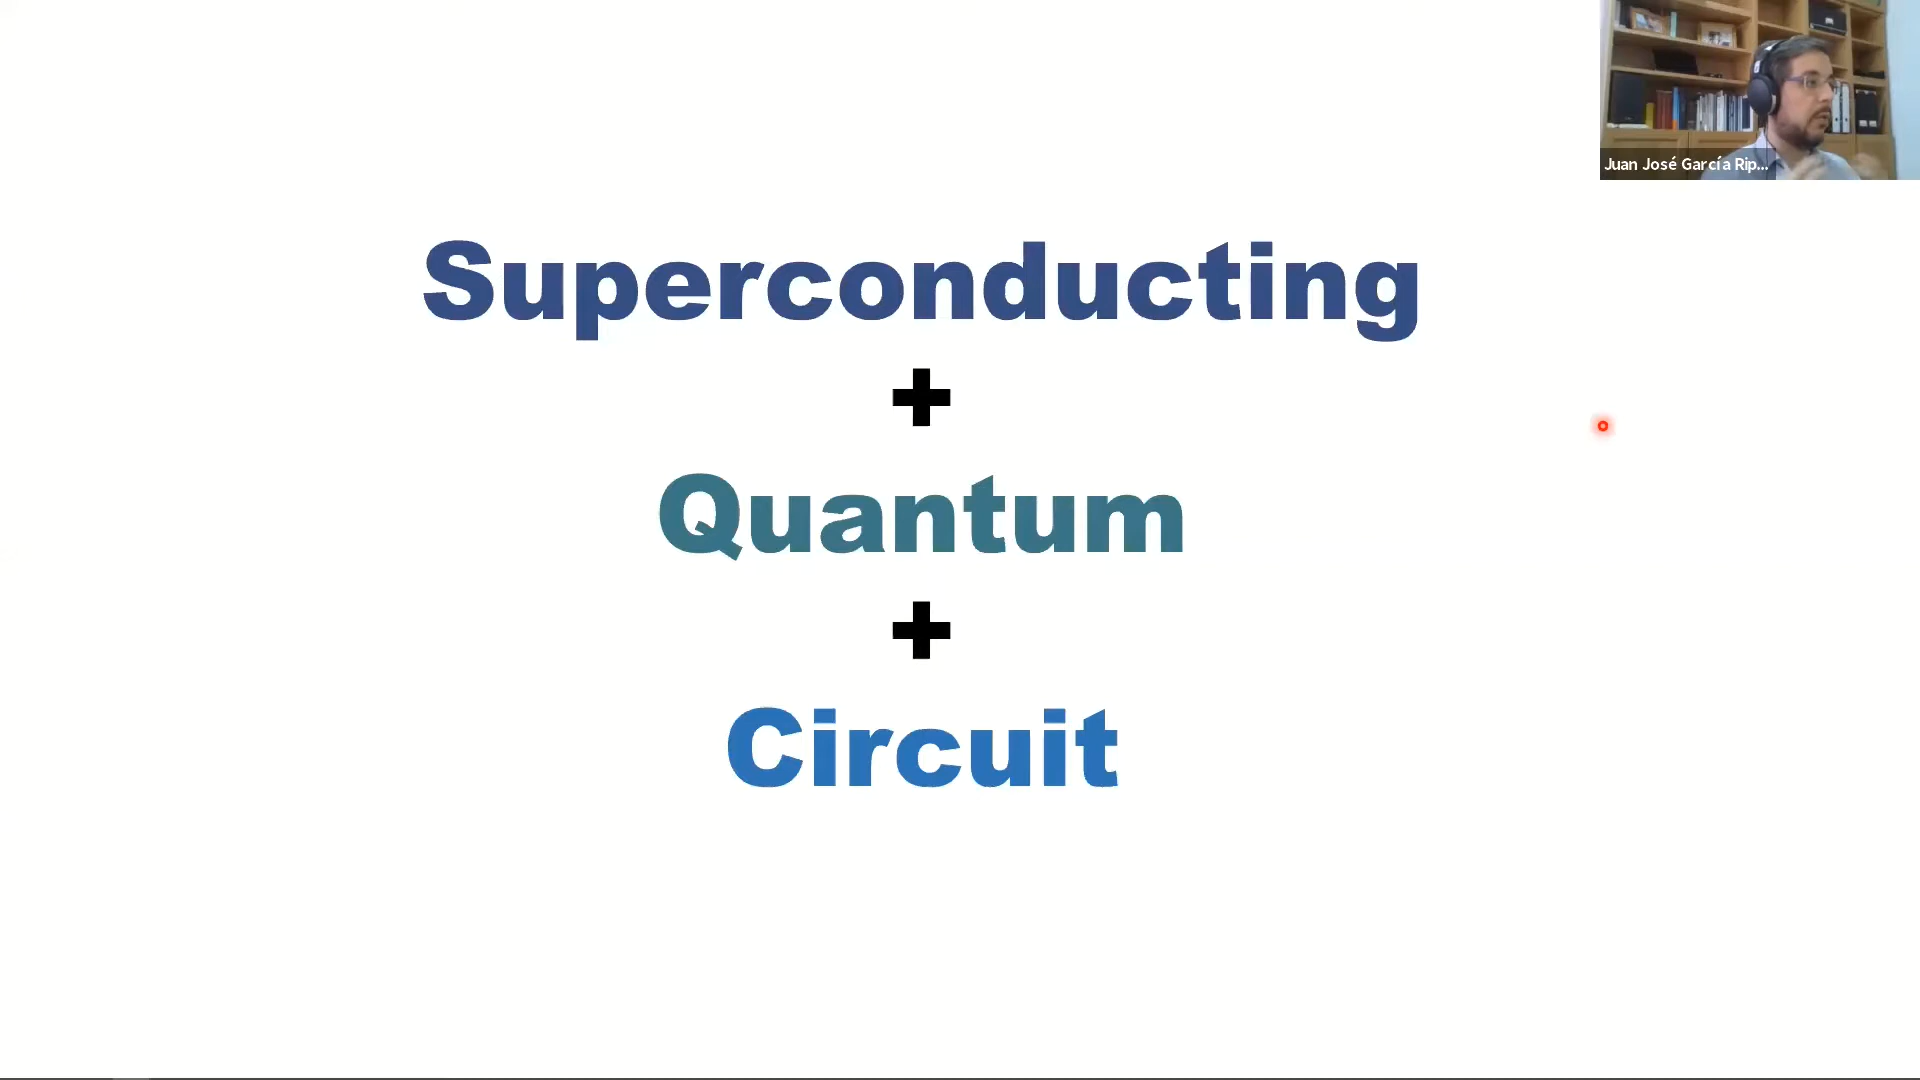 Juan José García Rip...
Superconducting
+
Quantum
+
Circuit